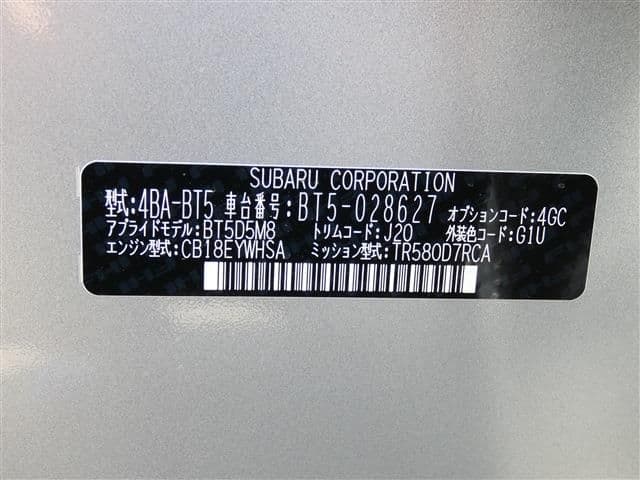 SUBARU CORPORATION
型式:4BA-BT5 車台番号:BT5-028627 オプションコード:4GC
アプライドモデル:BT5D5M8 トリムコード:J20 外装色コード:G1U
エンジン型式:CB18EYWHSA ミッション型式:TR580D7RCA